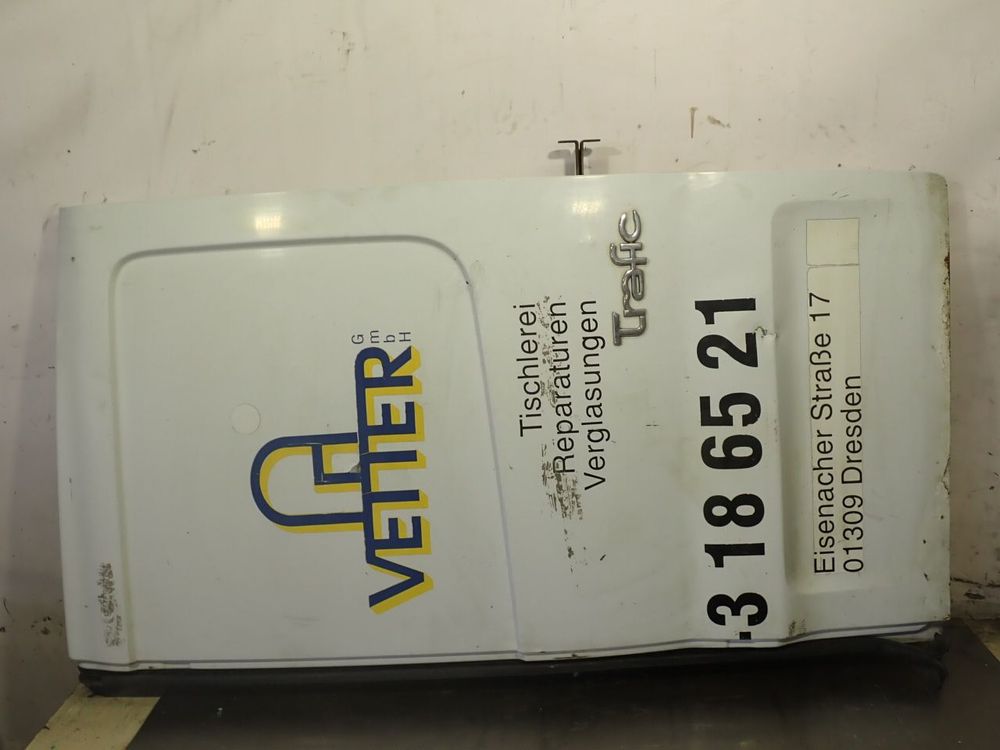 VETTER
GmbH
Tischlerei
Reparaturen
Verglasungen
Trafic
-3 18 65 21
Eisenacher Straße 17
01309 Dresden